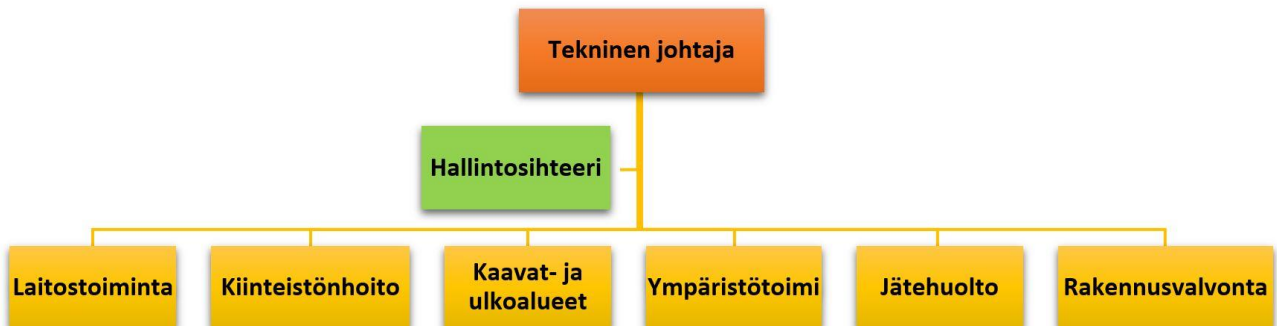 Tekninen johtaja
Hallintosihteeri
Laitostoiminta
Kiinteistönhoito
Kaavat- ja
ulkoalueet
Ympäristötoimi
Jätehuolto
Rakennusvalvonta